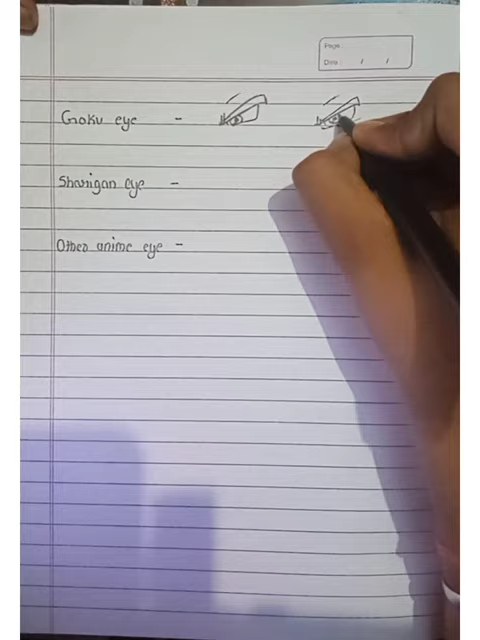 Page:
Date: / /
Goku eye -
Sharigan eye -
Other anime eye -